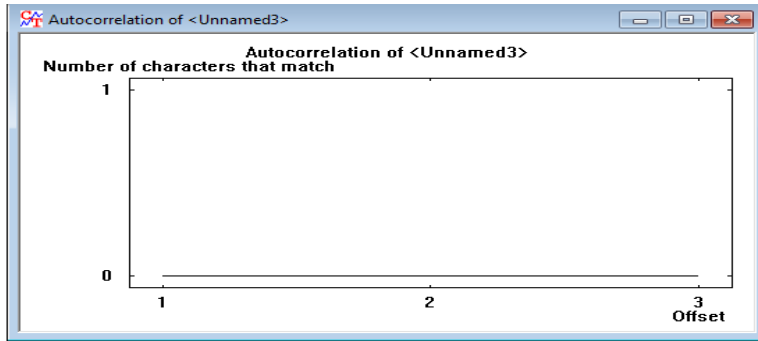 Autocorrelation of <Unnamed3>
Autocorrelation of <Unnamed3>
Number of characters that match
1
0
1 2 3
Offset